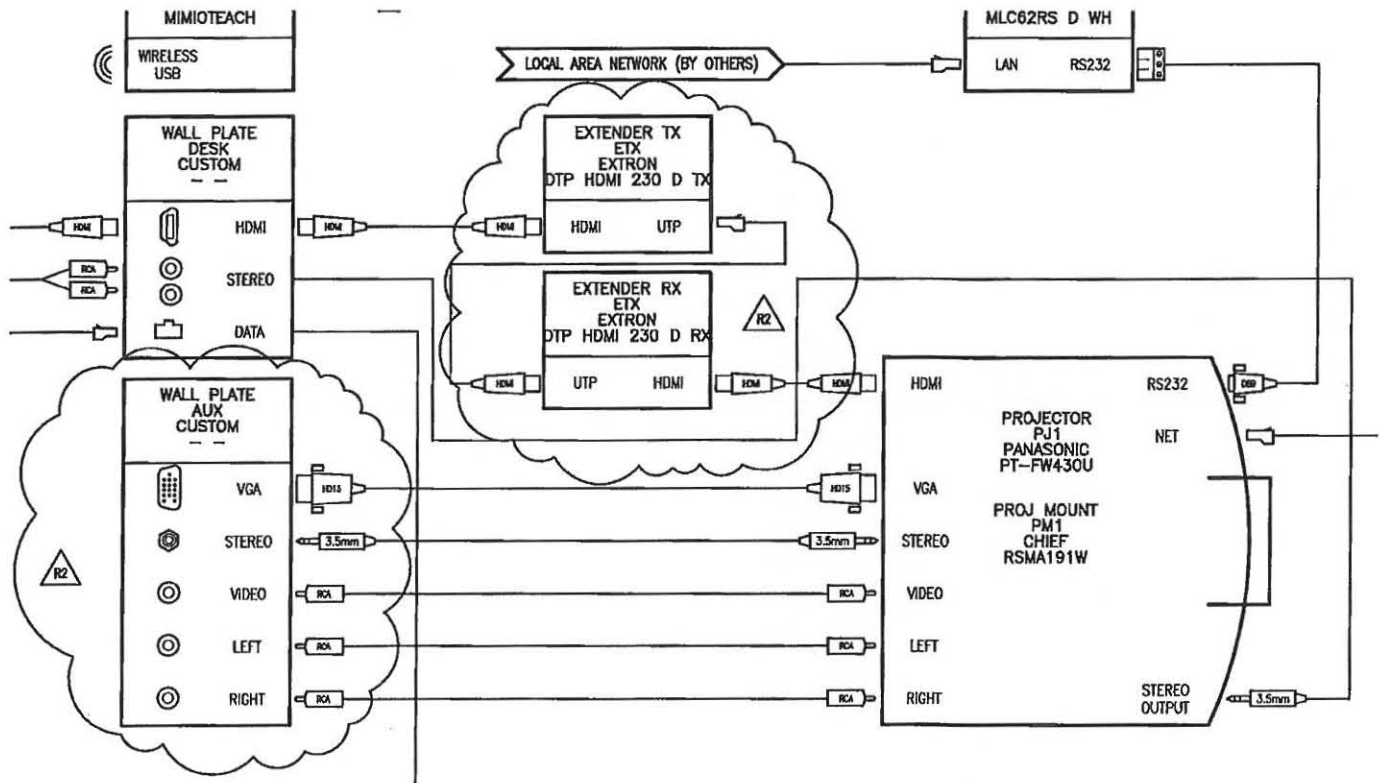 MIMIOTEACH
WIRELESS
USB
LOCAL AREA NETWORK (BY OTHERS)
MLC62RS D WH
LAN
RS232
WALL PLATE
DESK
CUSTOM
- -
HDMI
HDMI
HDMI
RCA
RCA
STEREO
DATA
EXTENDER TX
ETX
EXTRON
DTP HDMI 230 D TX
HDMI
HDMI
UTP
EXTENDER RX
ETX
EXTRON
DTP HDMI 230 D RX
HDMI
UTP
HDMI
HDMI
HDMI
R2
WALL PLATE
AUX
CUSTOM
- -
VGA
HD15
STEREO
3.5mm
VIDEO
RCA
LEFT
RCA
RIGHT
RCA
R2
HDMI
RS232
DB9
NET
PROJECTOR
PJ1
PANASONIC
PT-FW430U
PROJ MOUNT
PM1
CHIEF
RSMA191W
HD15
VGA
3.5mm
STEREO
RCA
VIDEO
RCA
LEFT
RCA
RIGHT
STEREO
OUTPUT
3.5mm